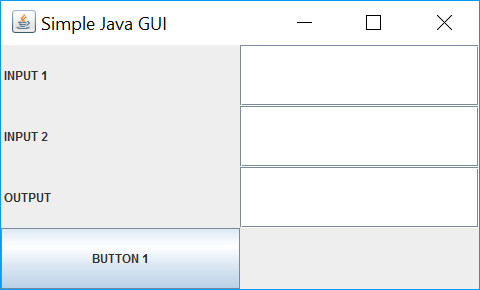 Simple Java GUI
INPUT 1
INPUT 2
OUTPUT
BUTTON 1